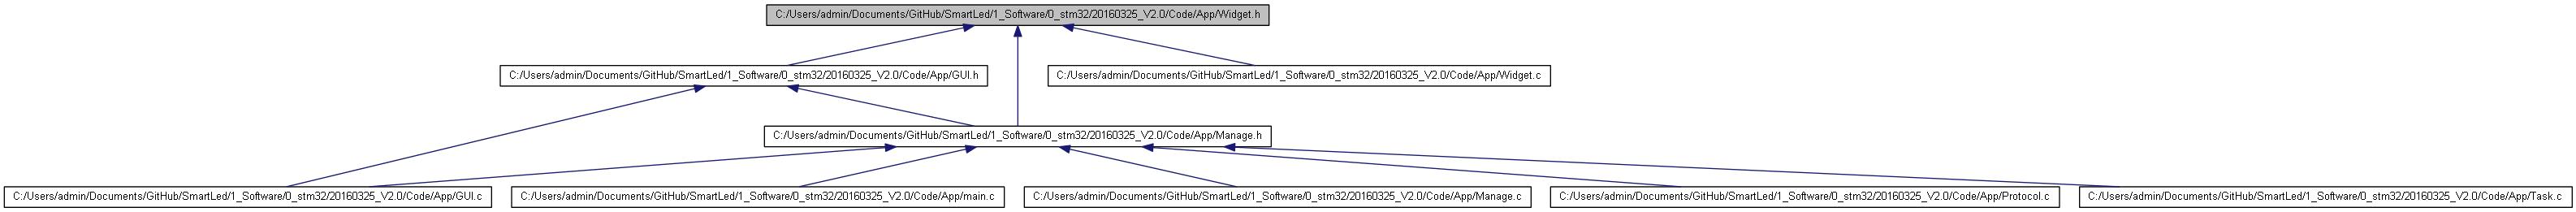 C:/Users/admin/Documents/GitHub/SmartLed/1_Software/0_stm32/20160325_V2.0/Code/App/Widget.h
C:/Users/admin/Documents/GitHub/SmartLed/1_Software/0_stm32/20160325_V2.0/Code/App/GUI.h
C:/Users/admin/Documents/GitHub/SmartLed/1_Software/0_stm32/20160325_V2.0/Code/App/Widget.c
C:/Users/admin/Documents/GitHub/SmartLed/1_Software/0_stm32/20160325_V2.0/Code/App/Manage.h
C:/Users/admin/Documents/GitHub/SmartLed/1_Software/0_stm32/20160325_V2.0/Code/App/GUI.c
C:/Users/admin/Documents/GitHub/SmartLed/1_Software/0_stm32/20160325_V2.0/Code/App/main.c
C:/Users/admin/Documents/GitHub/SmartLed/1_Software/0_stm32/20160325_V2.0/Code/App/Manage.c
C:/Users/admin/Documents/GitHub/SmartLed/1_Software/0_stm32/20160325_V2.0/Code/App/Protocol.c
C:/Users/admin/Documents/GitHub/SmartLed/1_Software/0_stm32/20160325_V2.0/Code/App/Task.c